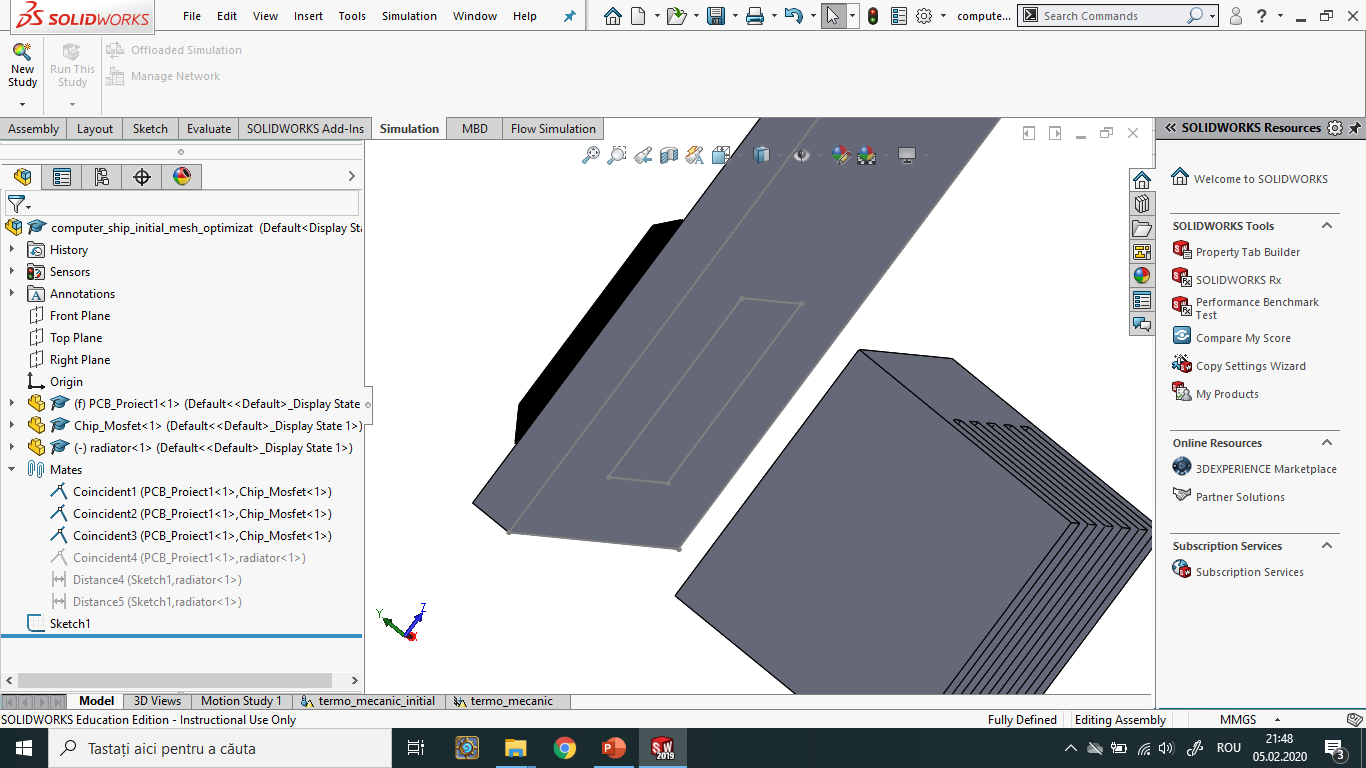 SOLIDWORKS
File Edit View Insert Tools Simulation Window Help
compute...
Search Commands
New Study
Run This Study
Offloaded Simulation
Manage Network
Assembly Layout Sketch Evaluate SOLIDWORKS Add-Ins Simulation MBD Flow Simulation
computer_ship_initial_mesh_optimizat (Default<Display Sta
History
Sensors
Annotations
Front Plane
Top Plane
Right Plane
Origin
(f) PCB_Proiect1<1> (Default<<Default>_Display State
Chip_Mosfet<1> (Default<<Default>_Display State 1>)
(-) radiator<1> (Default<<Default>_Display State 1>)
Mates
Coincident1 (PCB_Proiect1<1>,Chip_Mosfet<1>)
Coincident2 (PCB_Proiect1<1>,Chip_Mosfet<1>)
Coincident3 (PCB_Proiect1<1>,Chip_Mosfet<1>)
Coincident4 (PCB_Proiect1<1>,radiator<1>)
Distance4 (Sketch1,radiator<1>)
Distance5 (Sketch1,radiator<1>)
Sketch1
Y
Z
X
SOLIDWORKS Resources
Welcome to SOLIDWORKS
SOLIDWORKS Tools
Property Tab Builder
SOLIDWORKS Rx
Performance Benchmark
Test
Compare My Score
Copy Settings Wizard
My Products
Online Resources
3DEXPERIENCE Marketplace
Partner Solutions
Subscription Services
Subscription Services
Model 3D Views Motion Study 1 termo_mecanic_initial termo_mecanic
SOLIDWORKS Education Edition - Instructional Use Only
Fully Defined Editing Assembly MMGS
Tastați aici pentru a căuta
SW 2019
ROU
21:48
05.02.2020
3